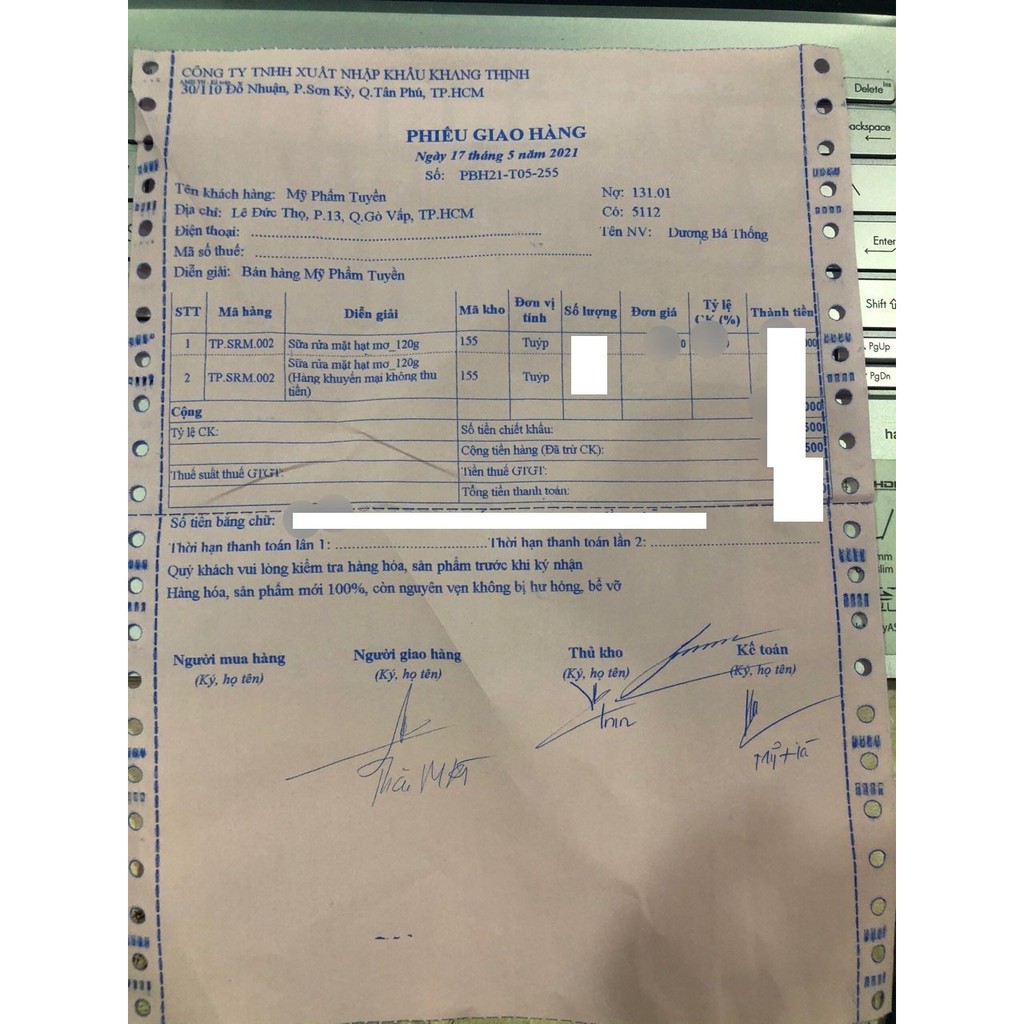 CÔNG TY TNHH XUẤT NHẬP KHẨU KHANG THỊNH
30/110 Đỗ Nhuận, P.Sơn Kỳ, Q.Tân Phú, TP.HCM
PHIẾU GIAO HÀNG
Ngày 17 tháng 5 năm 2021
Số: PBH21-T05-255
Tên khách hàng: Mỹ Phẩm Tuyền Nợ: 131.01
Địa chỉ: Lê Đức Thọ, P.13, Q.Gò Vấp, TP.HCM Có: 5112
Điện thoại: Tên NV: Dương Bá Thống
Mã số thuế:
Diễn giải: Bán hàng Mỹ Phẩm Tuyền
STT Mã hàng Diễn giải Mã kho Đơn vị tính Số lượng Đơn giá Tỷ lệ CK (%) Thành tiền
1 TP.SRM.002 Sữa rửa mặt hạt mơ_120g 155 Tuýp
2 TP.SRM.002 Sữa rửa mặt hạt mơ_120g (Hàng khuyến mại không thu tiền) 155 Tuýp
Cộng
Tỷ lệ CK: Số tiền chiết khấu:
Cộng tiền hàng (Đã trừ CK):
Thuế suất thuế GTGT: Tiền thuế GTGT:
Tổng tiền thanh toán:
Số tiền bằng chữ:
Thời hạn thanh toán lần 1: Thời hạn thanh toán lần 2:
Quý khách vui lòng kiểm tra hàng hóa, sản phẩm trước khi ký nhận
Hàng hóa, sản phẩm mới 100%, còn nguyên vẹn không bị hư hỏng, bể vỡ
Người mua hàng Người giao hàng Thủ kho Kế toán
(Ký, họ tên) (Ký, họ tên) (Ký, họ tên) (Ký, họ tên)
Delete
ackspace
Enter
Shift
PgUp
PgDn